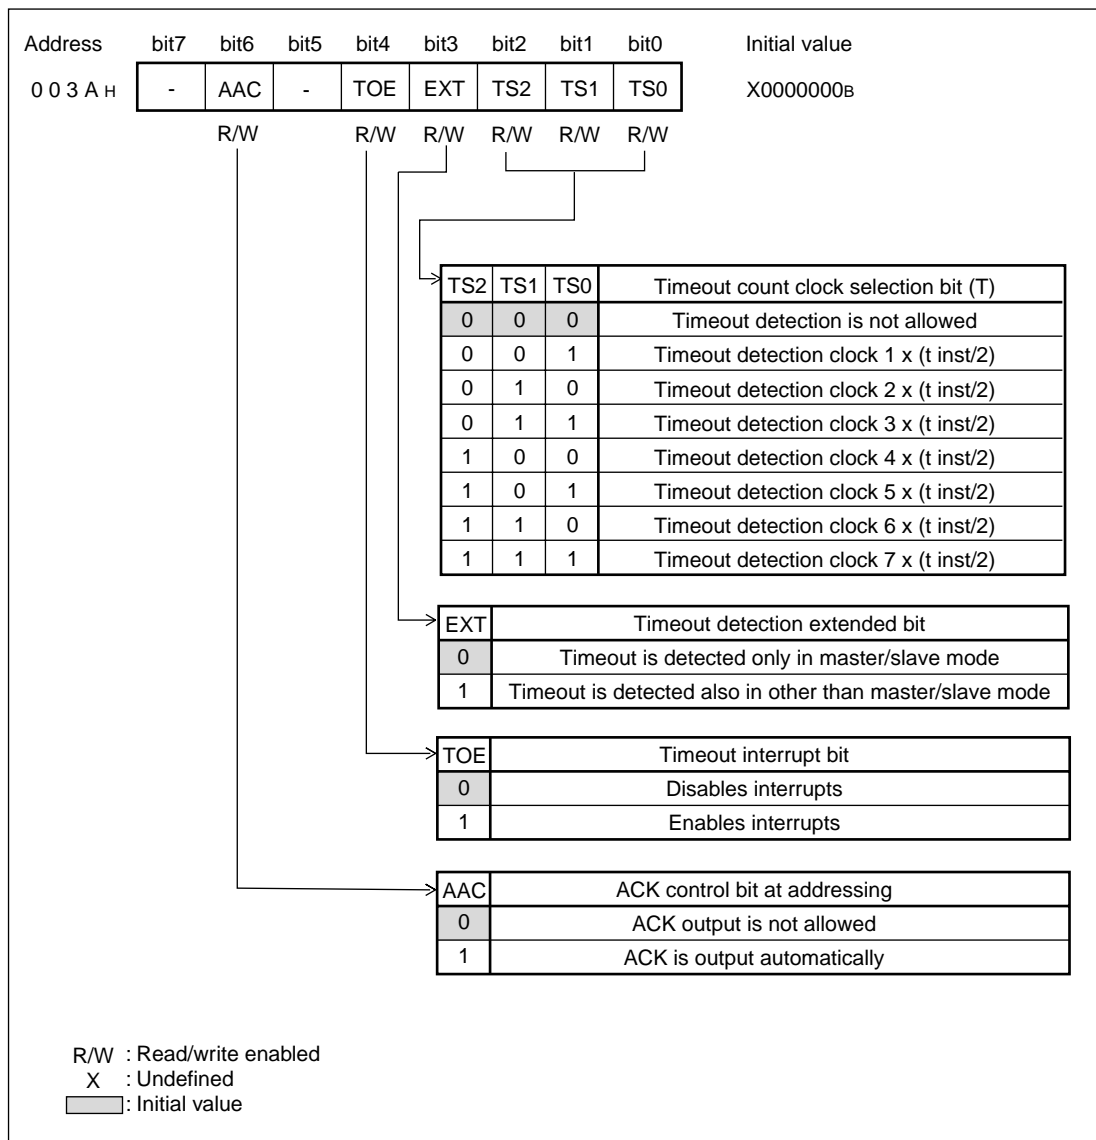 Address bit7 bit6 bit5 bit4 bit3 bit2 bit1 bit0 Initial value
0 0 3 A H - AAC - TOE EXT TS2 TS1 TS0 X0000000B
R/W R/W R/W R/W R/W R/W
TS2 TS1 TS0 Timeout count clock selection bit (T)
0 0 0 Timeout detection is not allowed
0 0 1 Timeout detection clock 1 x (t inst/2)
0 1 0 Timeout detection clock 2 x (t inst/2)
0 1 1 Timeout detection clock 3 x (t inst/2)
1 0 0 Timeout detection clock 4 x (t inst/2)
1 0 1 Timeout detection clock 5 x (t inst/2)
1 1 0 Timeout detection clock 6 x (t inst/2)
1 1 1 Timeout detection clock 7 x (t inst/2)
EXT Timeout detection extended bit
0 Timeout is detected only in master/slave mode
1 Timeout is detected also in other than master/slave mode
TOE Timeout interrupt bit
0 Disables interrupts
1 Enables interrupts
AAC ACK control bit at addressing
0 ACK output is not allowed
1 ACK is output automatically
R/W : Read/write enabled
X : Undefined
: Initial value